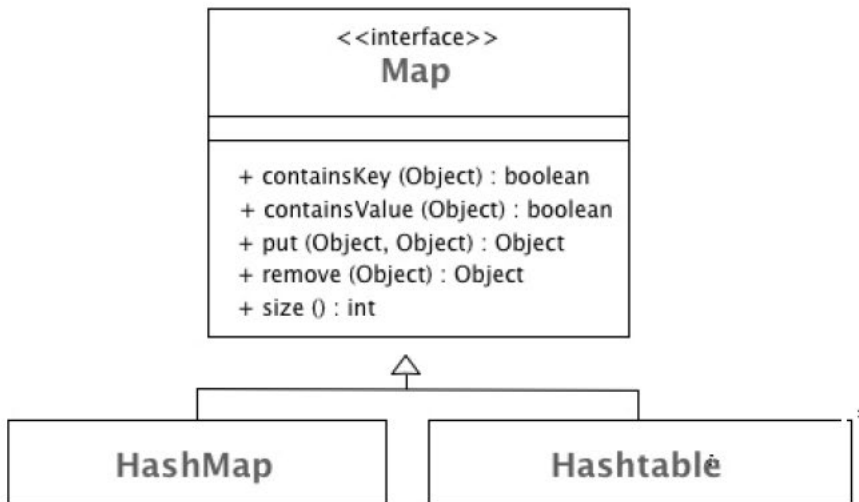 <<interface>>
Map
+ containsKey (Object) : boolean
+ containsValue (Object) : boolean
+ put (Object, Object) : Object
+ remove (Object) : Object
+ size () : int
HashMap
Hashtable